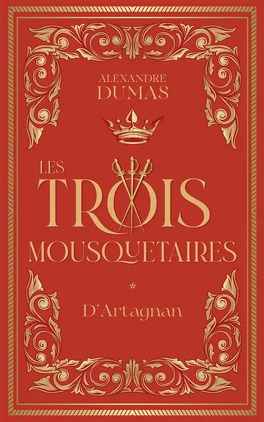 ALEXANDRE
DUMAS
LES
TROIS
MOUSQUETAIRES
*
D'Artagnan